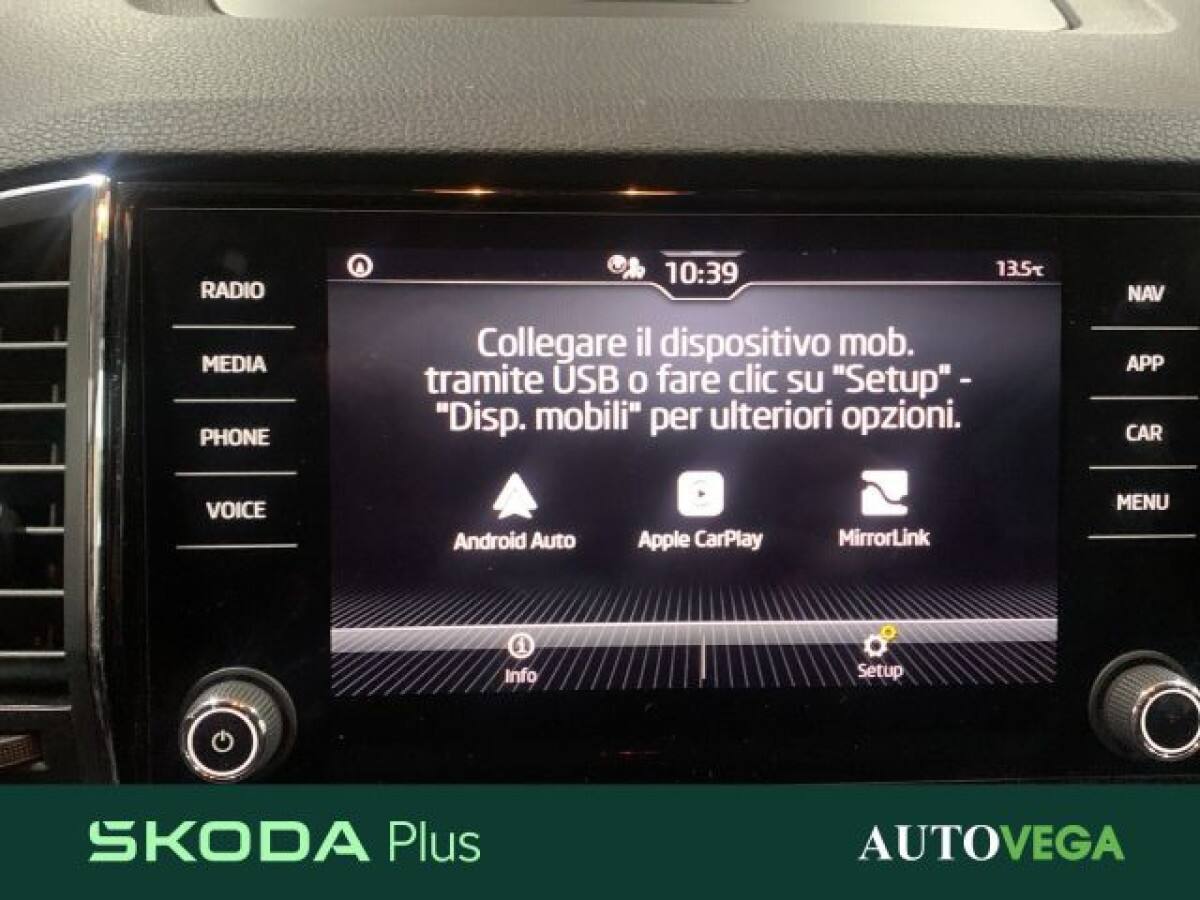 10:39
13.5℃
RADIO
MEDIA
PHONE
VOICE
Collegare il dispositivo mob.
tramite USB o fare clic su "Setup" -
"Disp. mobili" per ulteriori opzioni.
Android Auto
Apple CarPlay
MirrorLink
Info
Setup
NAV
APP
CAR
MENU
ŠKODA Plus
AUTOVEGA